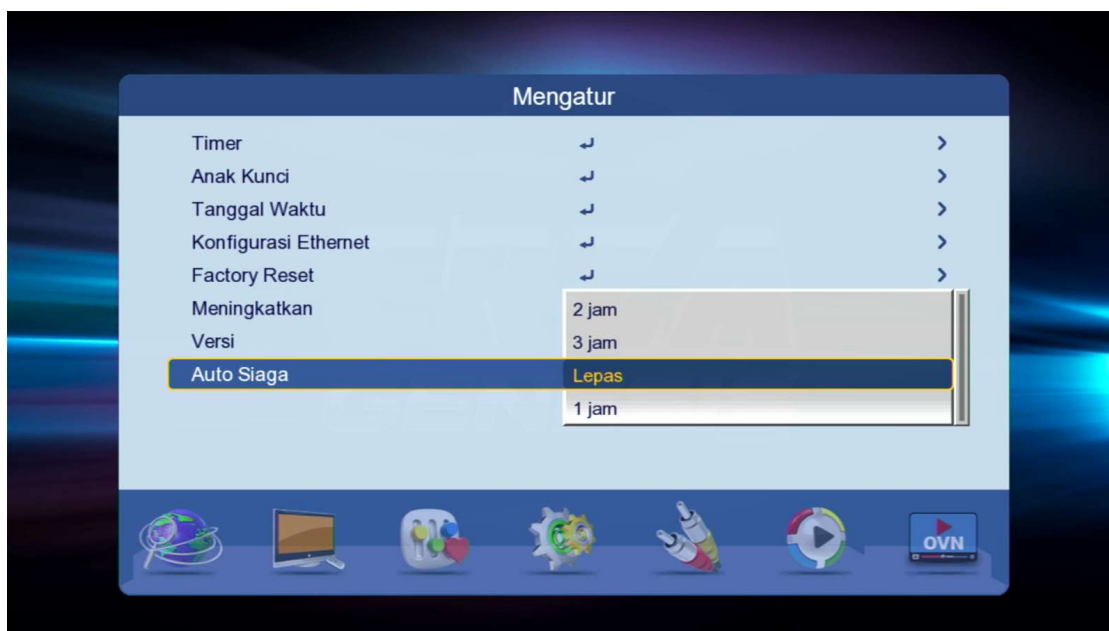 Mengatur
Timer
Anak Kunci
Tanggal Waktu
Konfigurasi Ethernet
Factory Reset
Meningkatkan
2 jam
Versi
3 jam
Auto Siaga
Lepas
1 jam
OVN